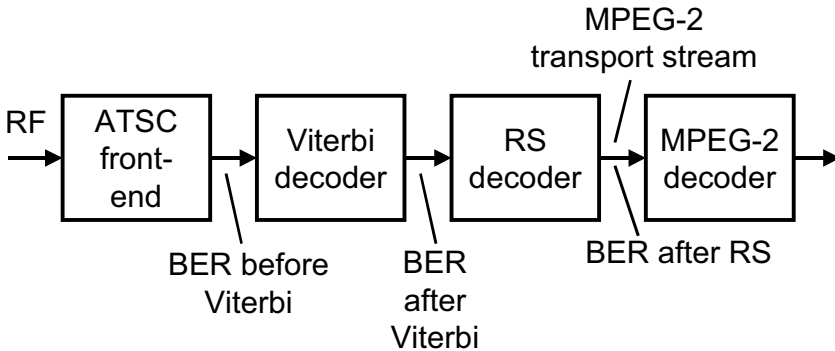 MPEG-2
transport stream
RF
ATSC
front-
end
Viterbi
decoder
RS
decoder
MPEG-2
decoder
BER before
Viterbi
BER
after
Viterbi
BER after RS